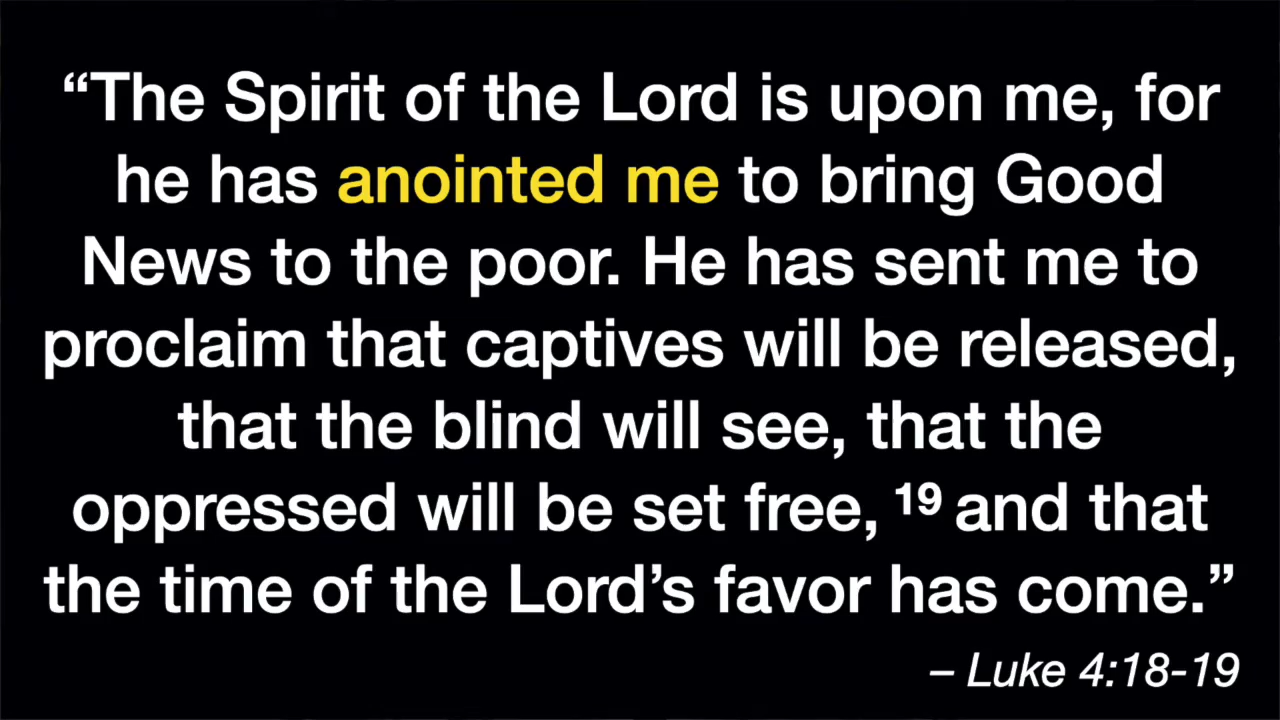 “The Spirit of the Lord is upon me, for
he has anointed me to bring Good
News to the poor. He has sent me to
proclaim that captives will be released,
that the blind will see, that the
oppressed will be set free, 19 and that
the time of the Lord’s favor has come.”
– Luke 4:18-19